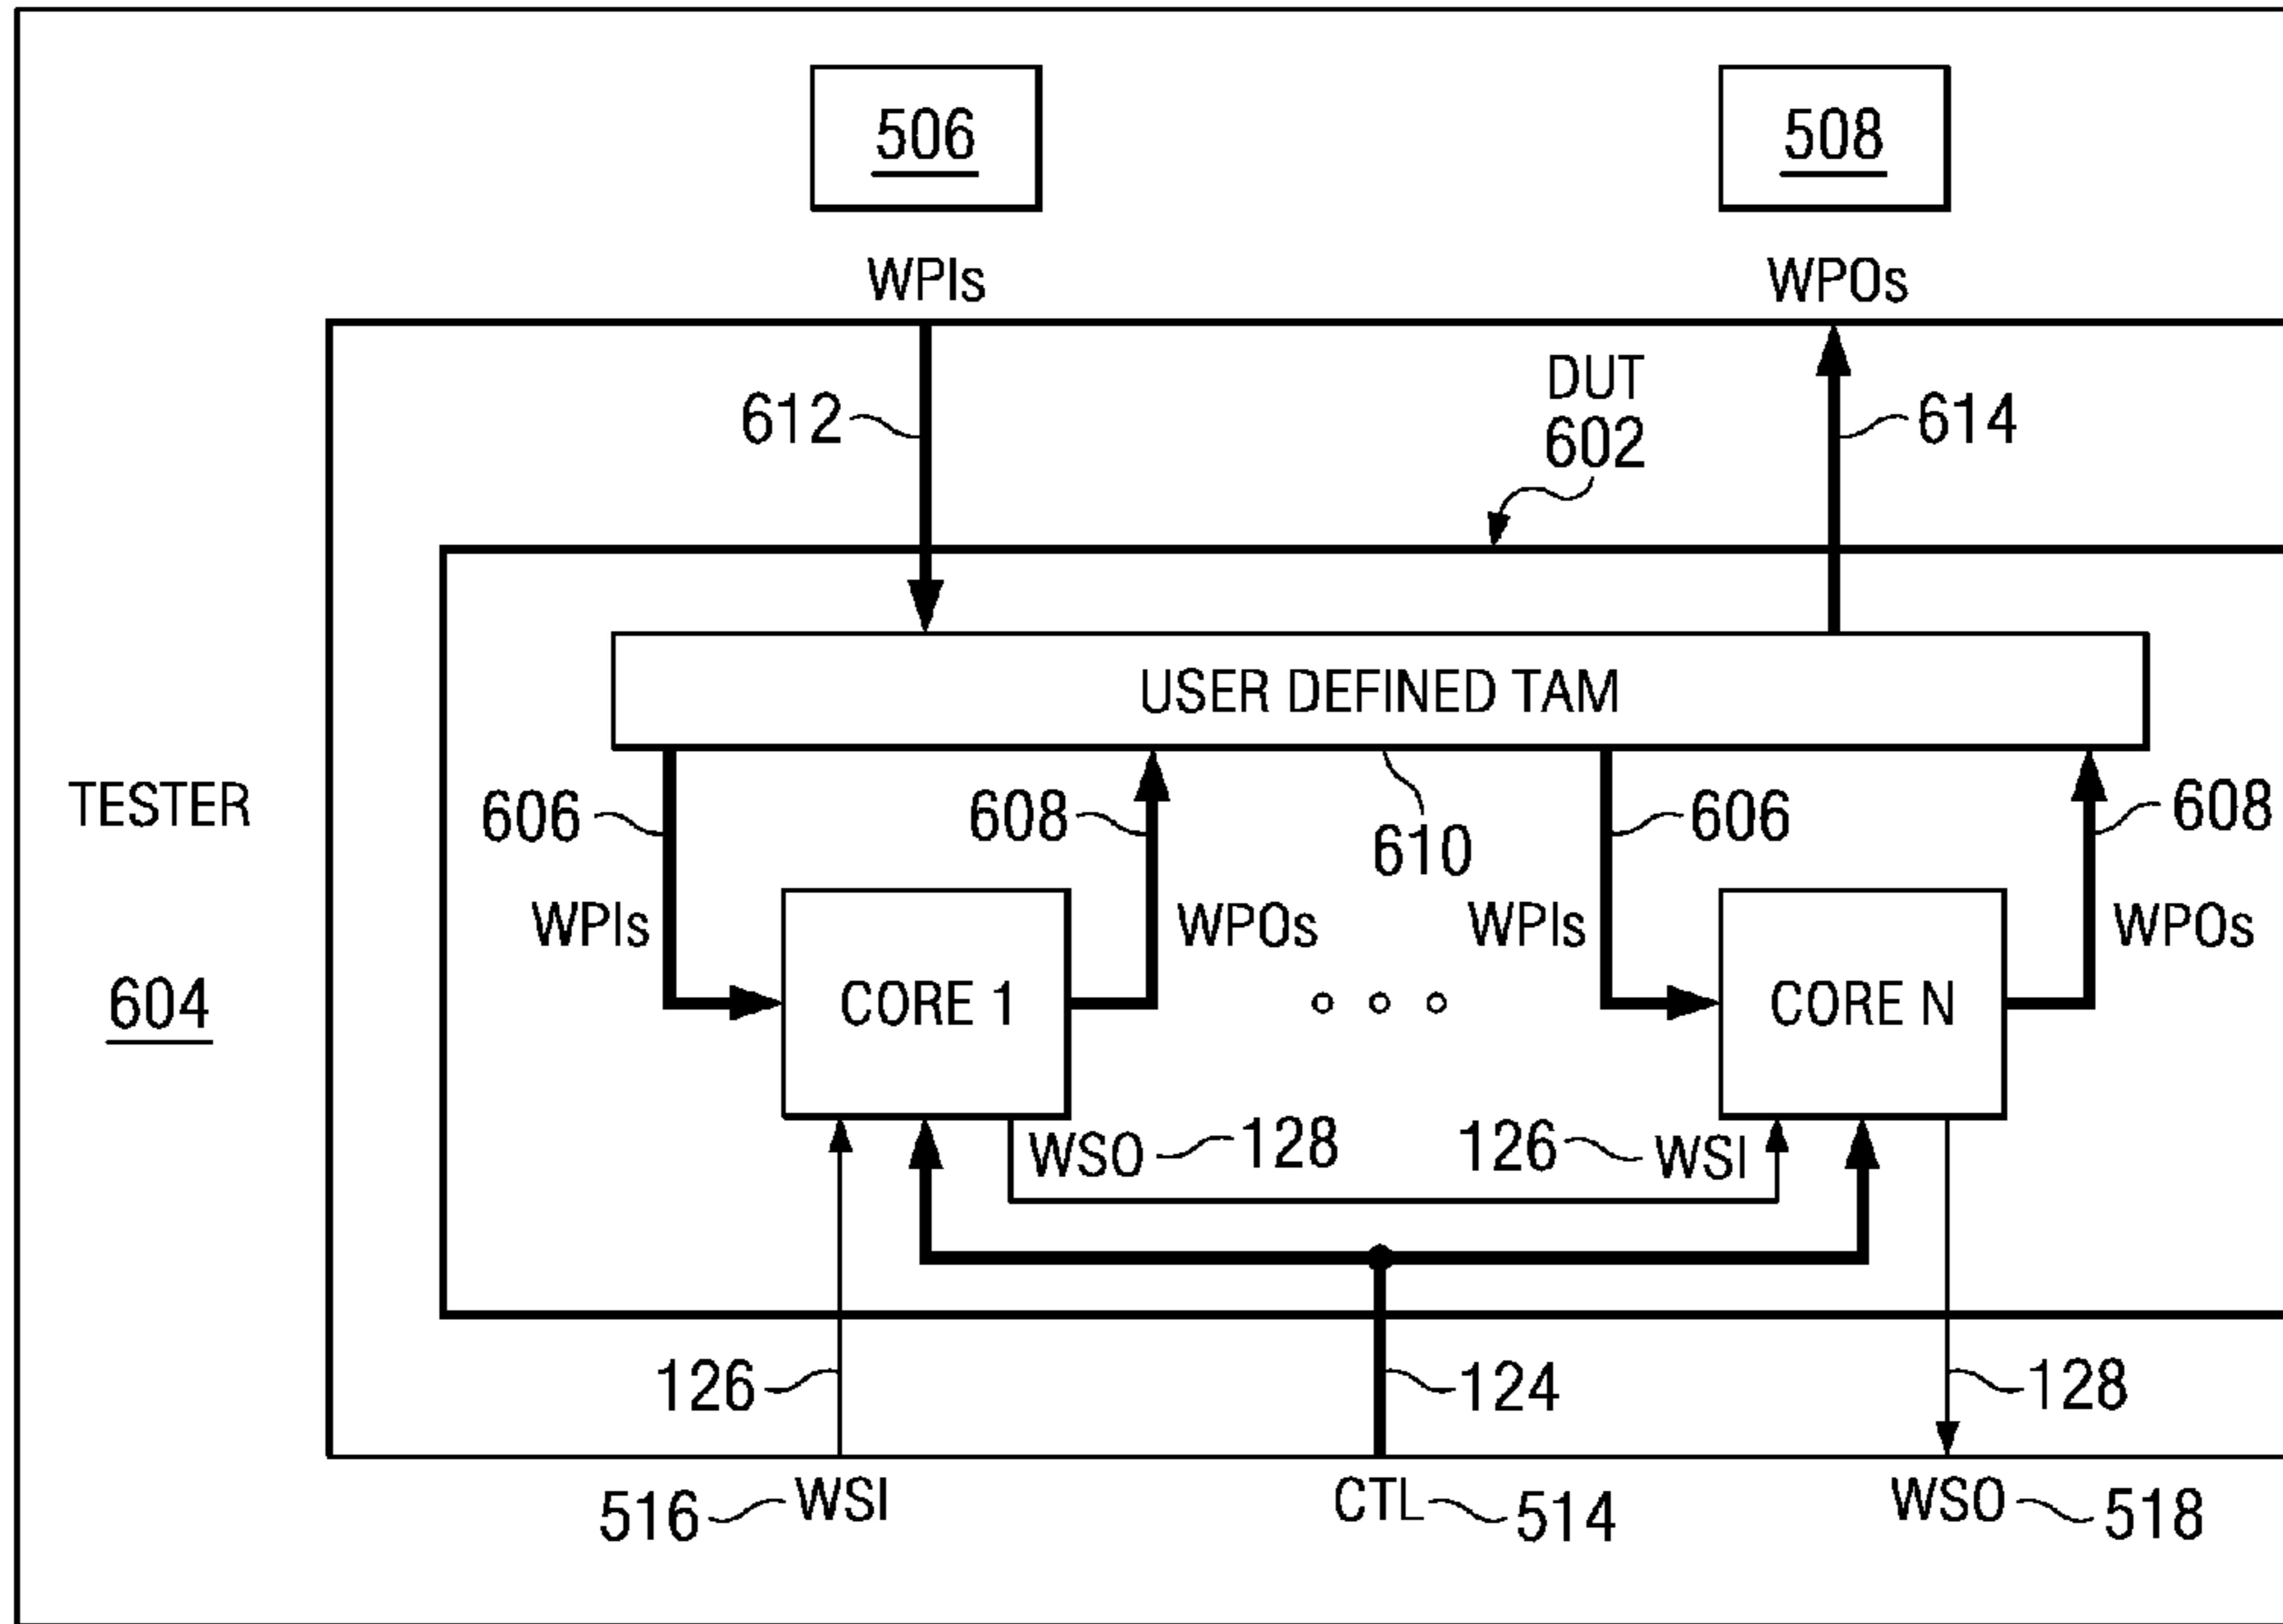 506
508
WPIs
WPOs
DUT
602
612
614
USER DEFINED TAM
TESTER
604
606
608
610
606
608
WPIs
WPOs
WPIs
WPOs
CORE 1
CORE N
WSO
128
126
WSI
126
124
128
516
WSI
CTL
514
WSO
518